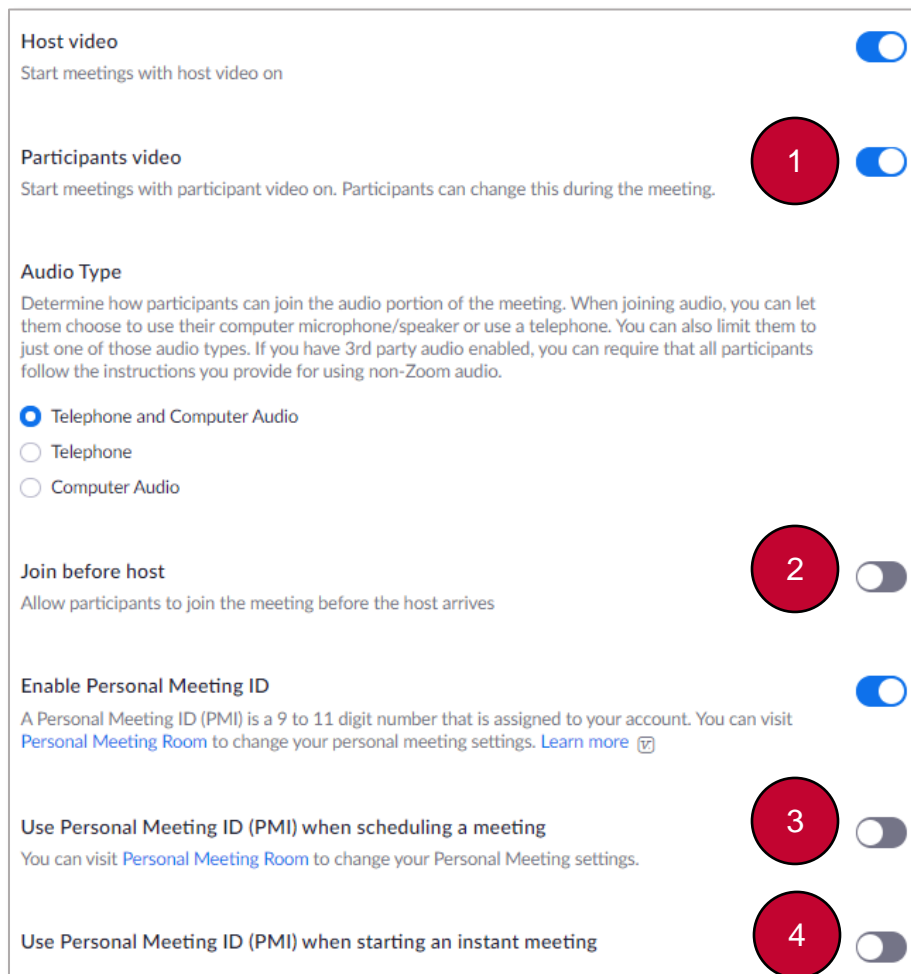 Host video
Start meetings with host video on
Participants video
1
Start meetings with participant video on. Participants can change this during the meeting.
Audio Type
Determine how participants can join the audio portion of the meeting. When joining audio, you can let
them choose to use their computer microphone/speaker or use a telephone. You can also limit them to
just one of those audio types. If you have 3rd party audio enabled, you can require that all participants
follow the instructions you provide for using non-Zoom audio.
Telephone and Computer Audio
Telephone
Computer Audio
Join before host
2
Allow participants to join the meeting before the host arrives
Enable Personal Meeting ID
A Personal Meeting ID (PMI) is a 9 to 11 digit number that is assigned to your account. You can visit
Personal Meeting Room to change your personal meeting settings. Learn more
Use Personal Meeting ID (PMI) when scheduling a meeting
3
You can visit Personal Meeting Room to change your Personal Meeting settings.
Use Personal Meeting ID (PMI) when starting an instant meeting
4